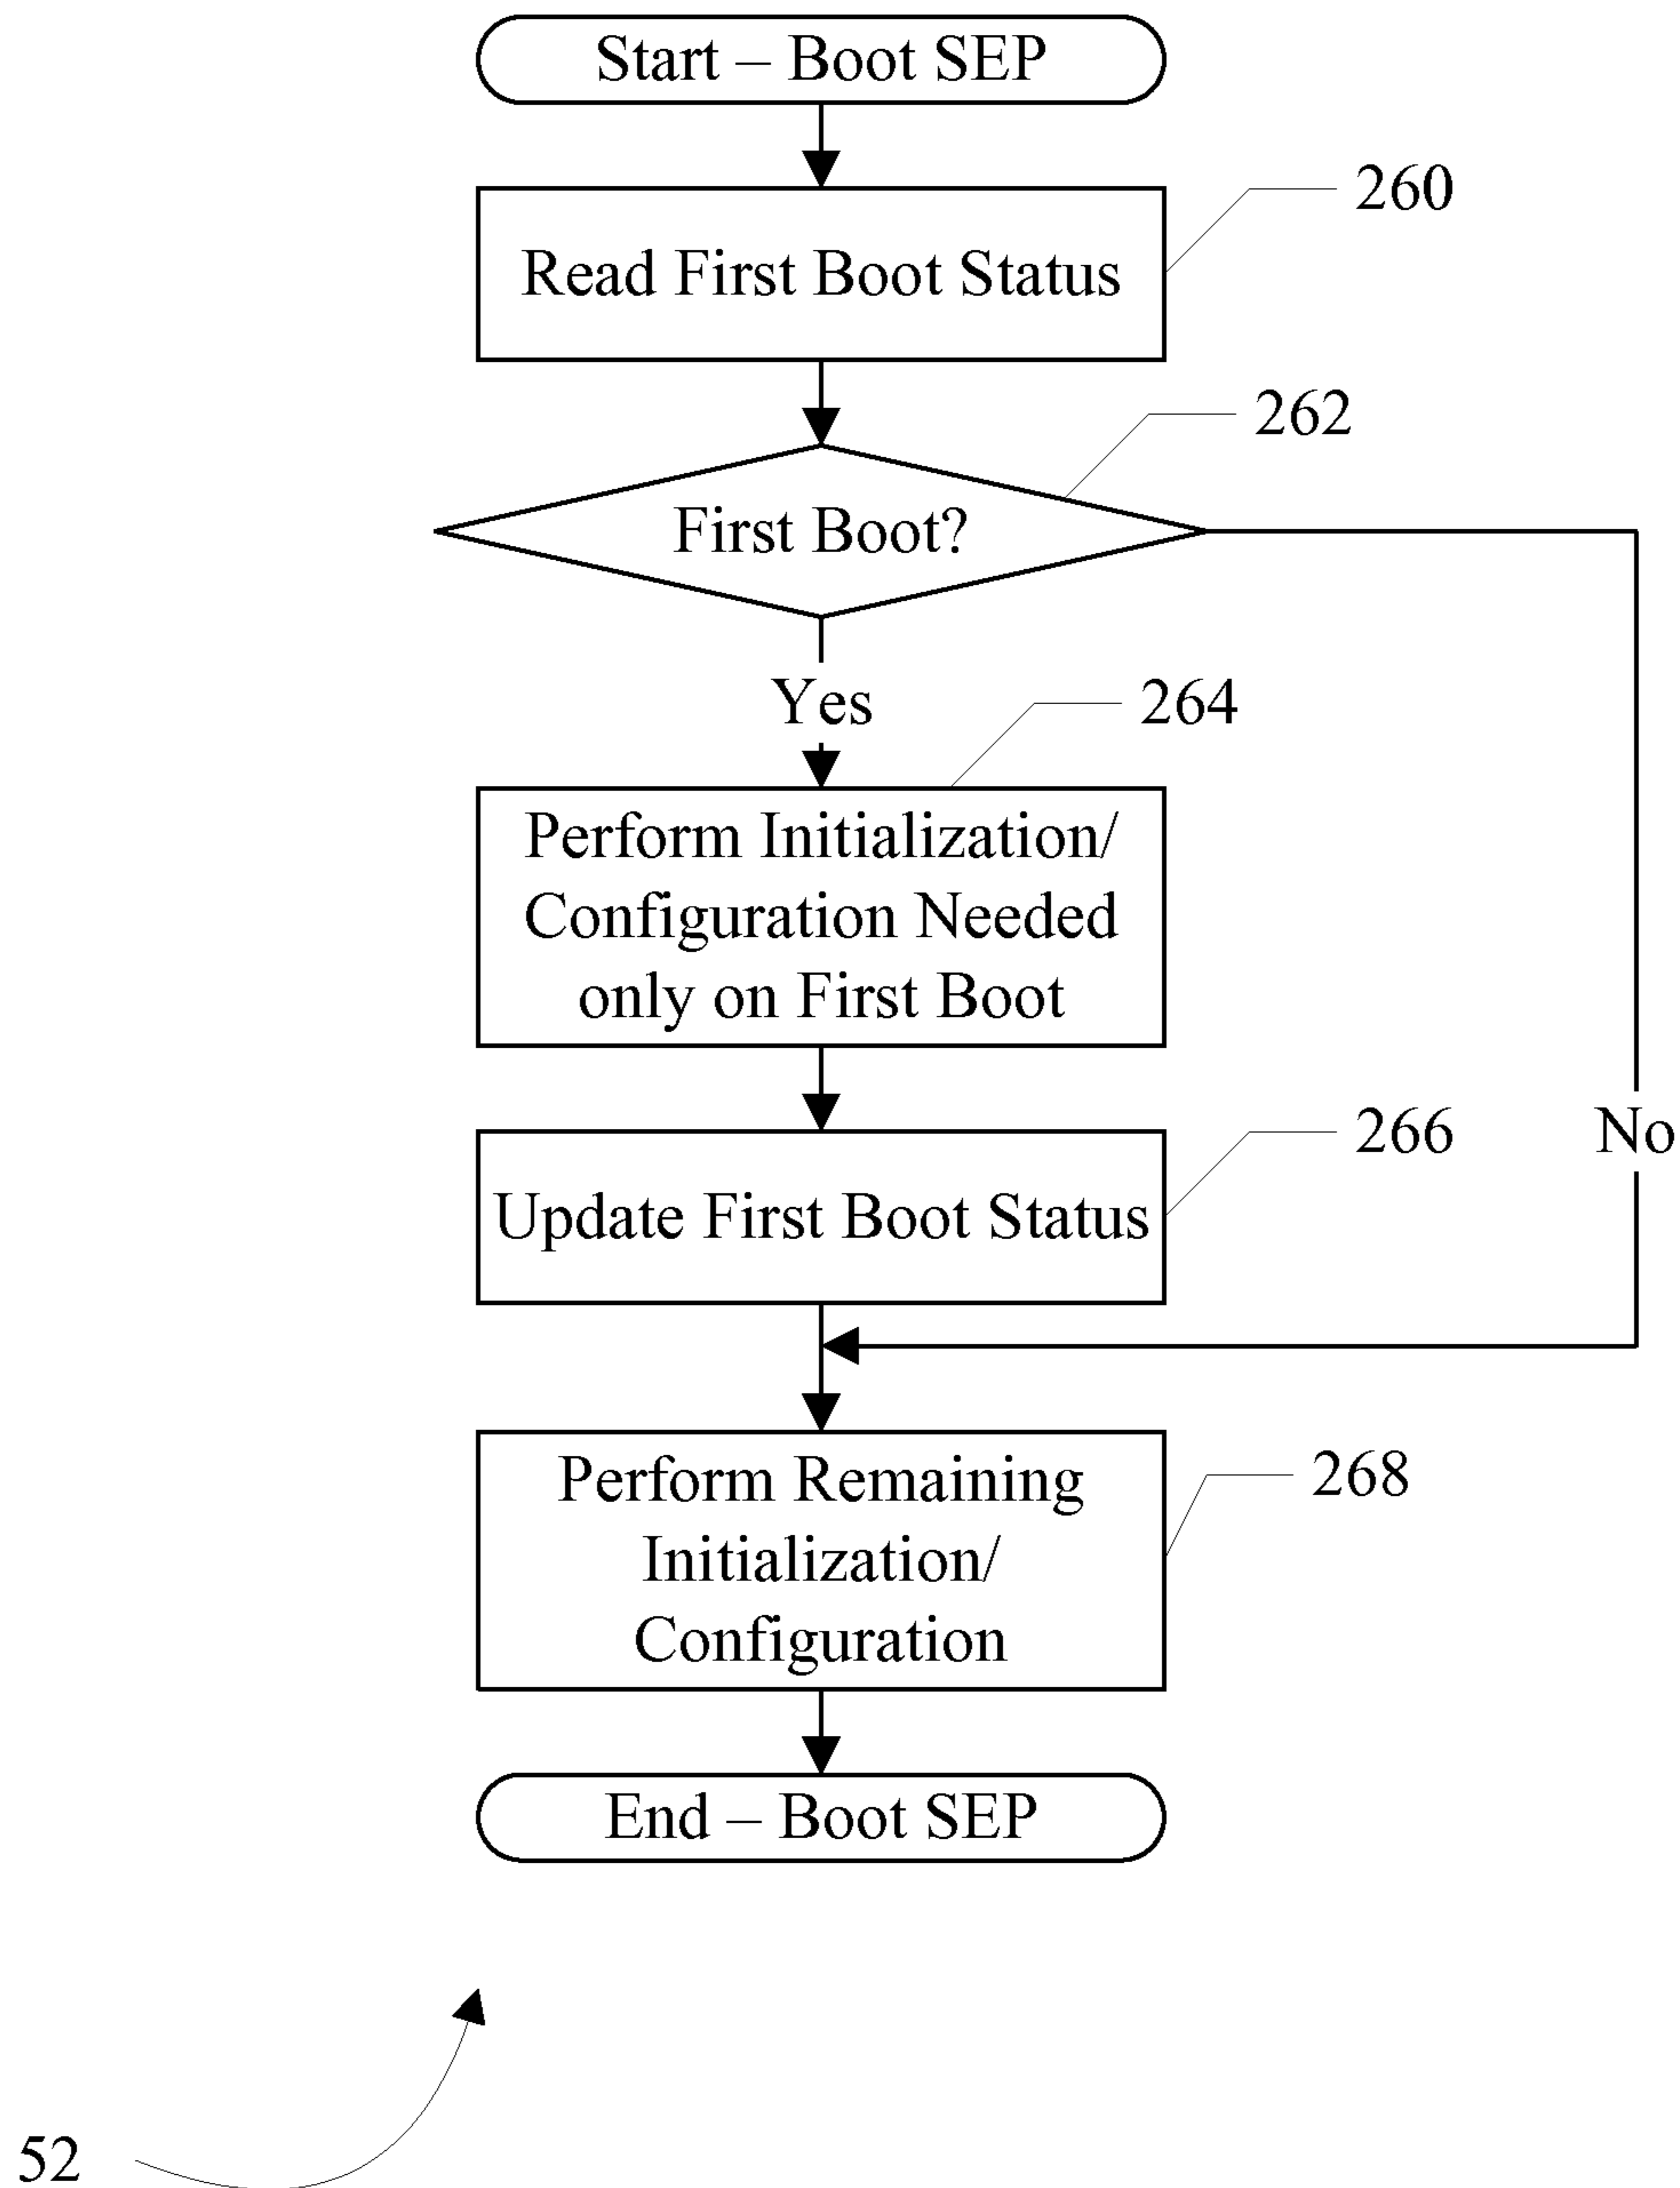 Start – Boot SEP
260
Read First Boot Status
262
First Boot?
Yes
264
Perform Initialization/
Configuration Needed
only on First Boot
266
No
Update First Boot Status
Perform Remaining
268
Initialization/
Configuration
End – Boot SEP
52